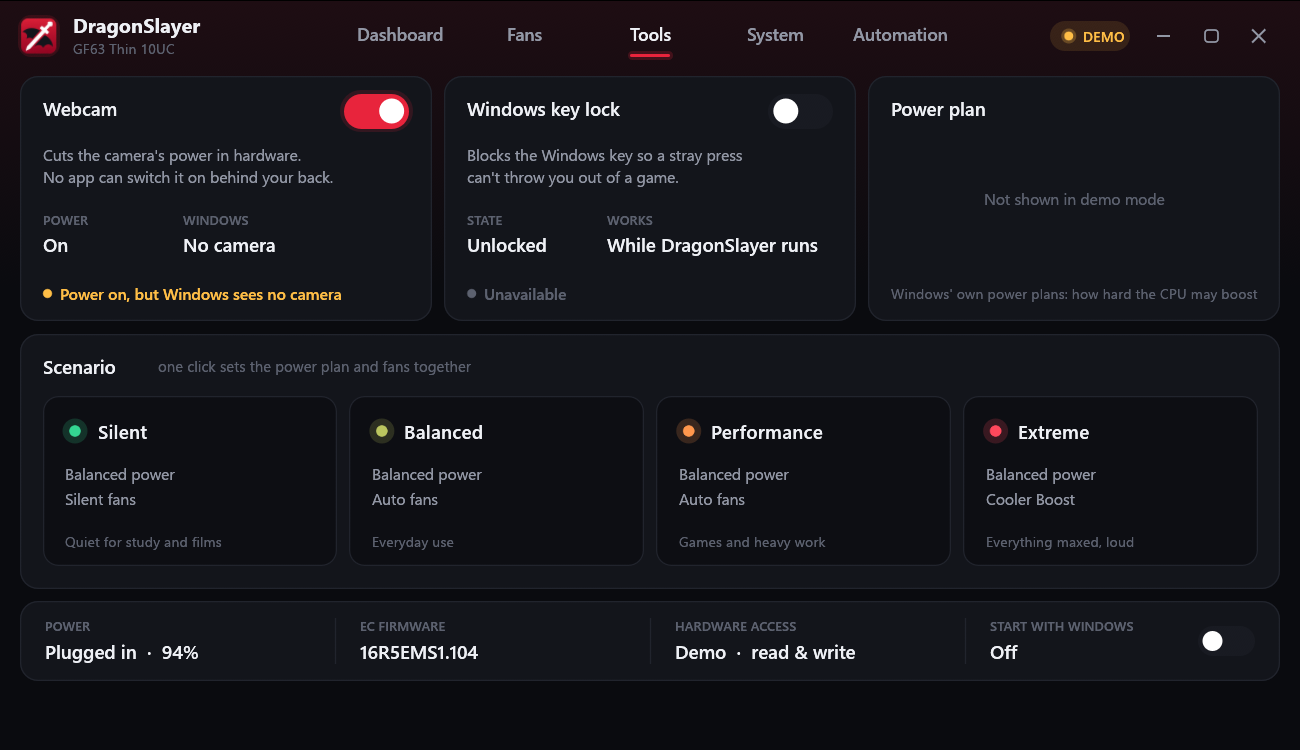 DragonSlayer
GF63 Thin 10UC
Dashboard
Fans
Tools
System
Automation
DEMO
Webcam
Cuts the camera's power in hardware.
No app can switch it on behind your back.
POWER
WINDOWS
On
No camera
Power on, but Windows sees no camera
Windows key lock
Blocks the Windows key so a stray press
can't throw you out of a game.
STATE
WORKS
Unlocked
While DragonSlayer runs
Unavailable
Power plan
Not shown in demo mode
Windows' own power plans: how hard the CPU may boost
Scenario
one click sets the power plan and fans together
Silent
Balanced power
Silent fans
Quiet for study and films
Balanced
Balanced power
Auto fans
Everyday use
Performance
Balanced power
Auto fans
Games and heavy work
Extreme
Balanced power
Cooler Boost
Everything maxed, loud
POWER
Plugged in · 94%
EC FIRMWARE
16R5EMS1.104
HARDWARE ACCESS
Demo · read & write
START WITH WINDOWS
Off